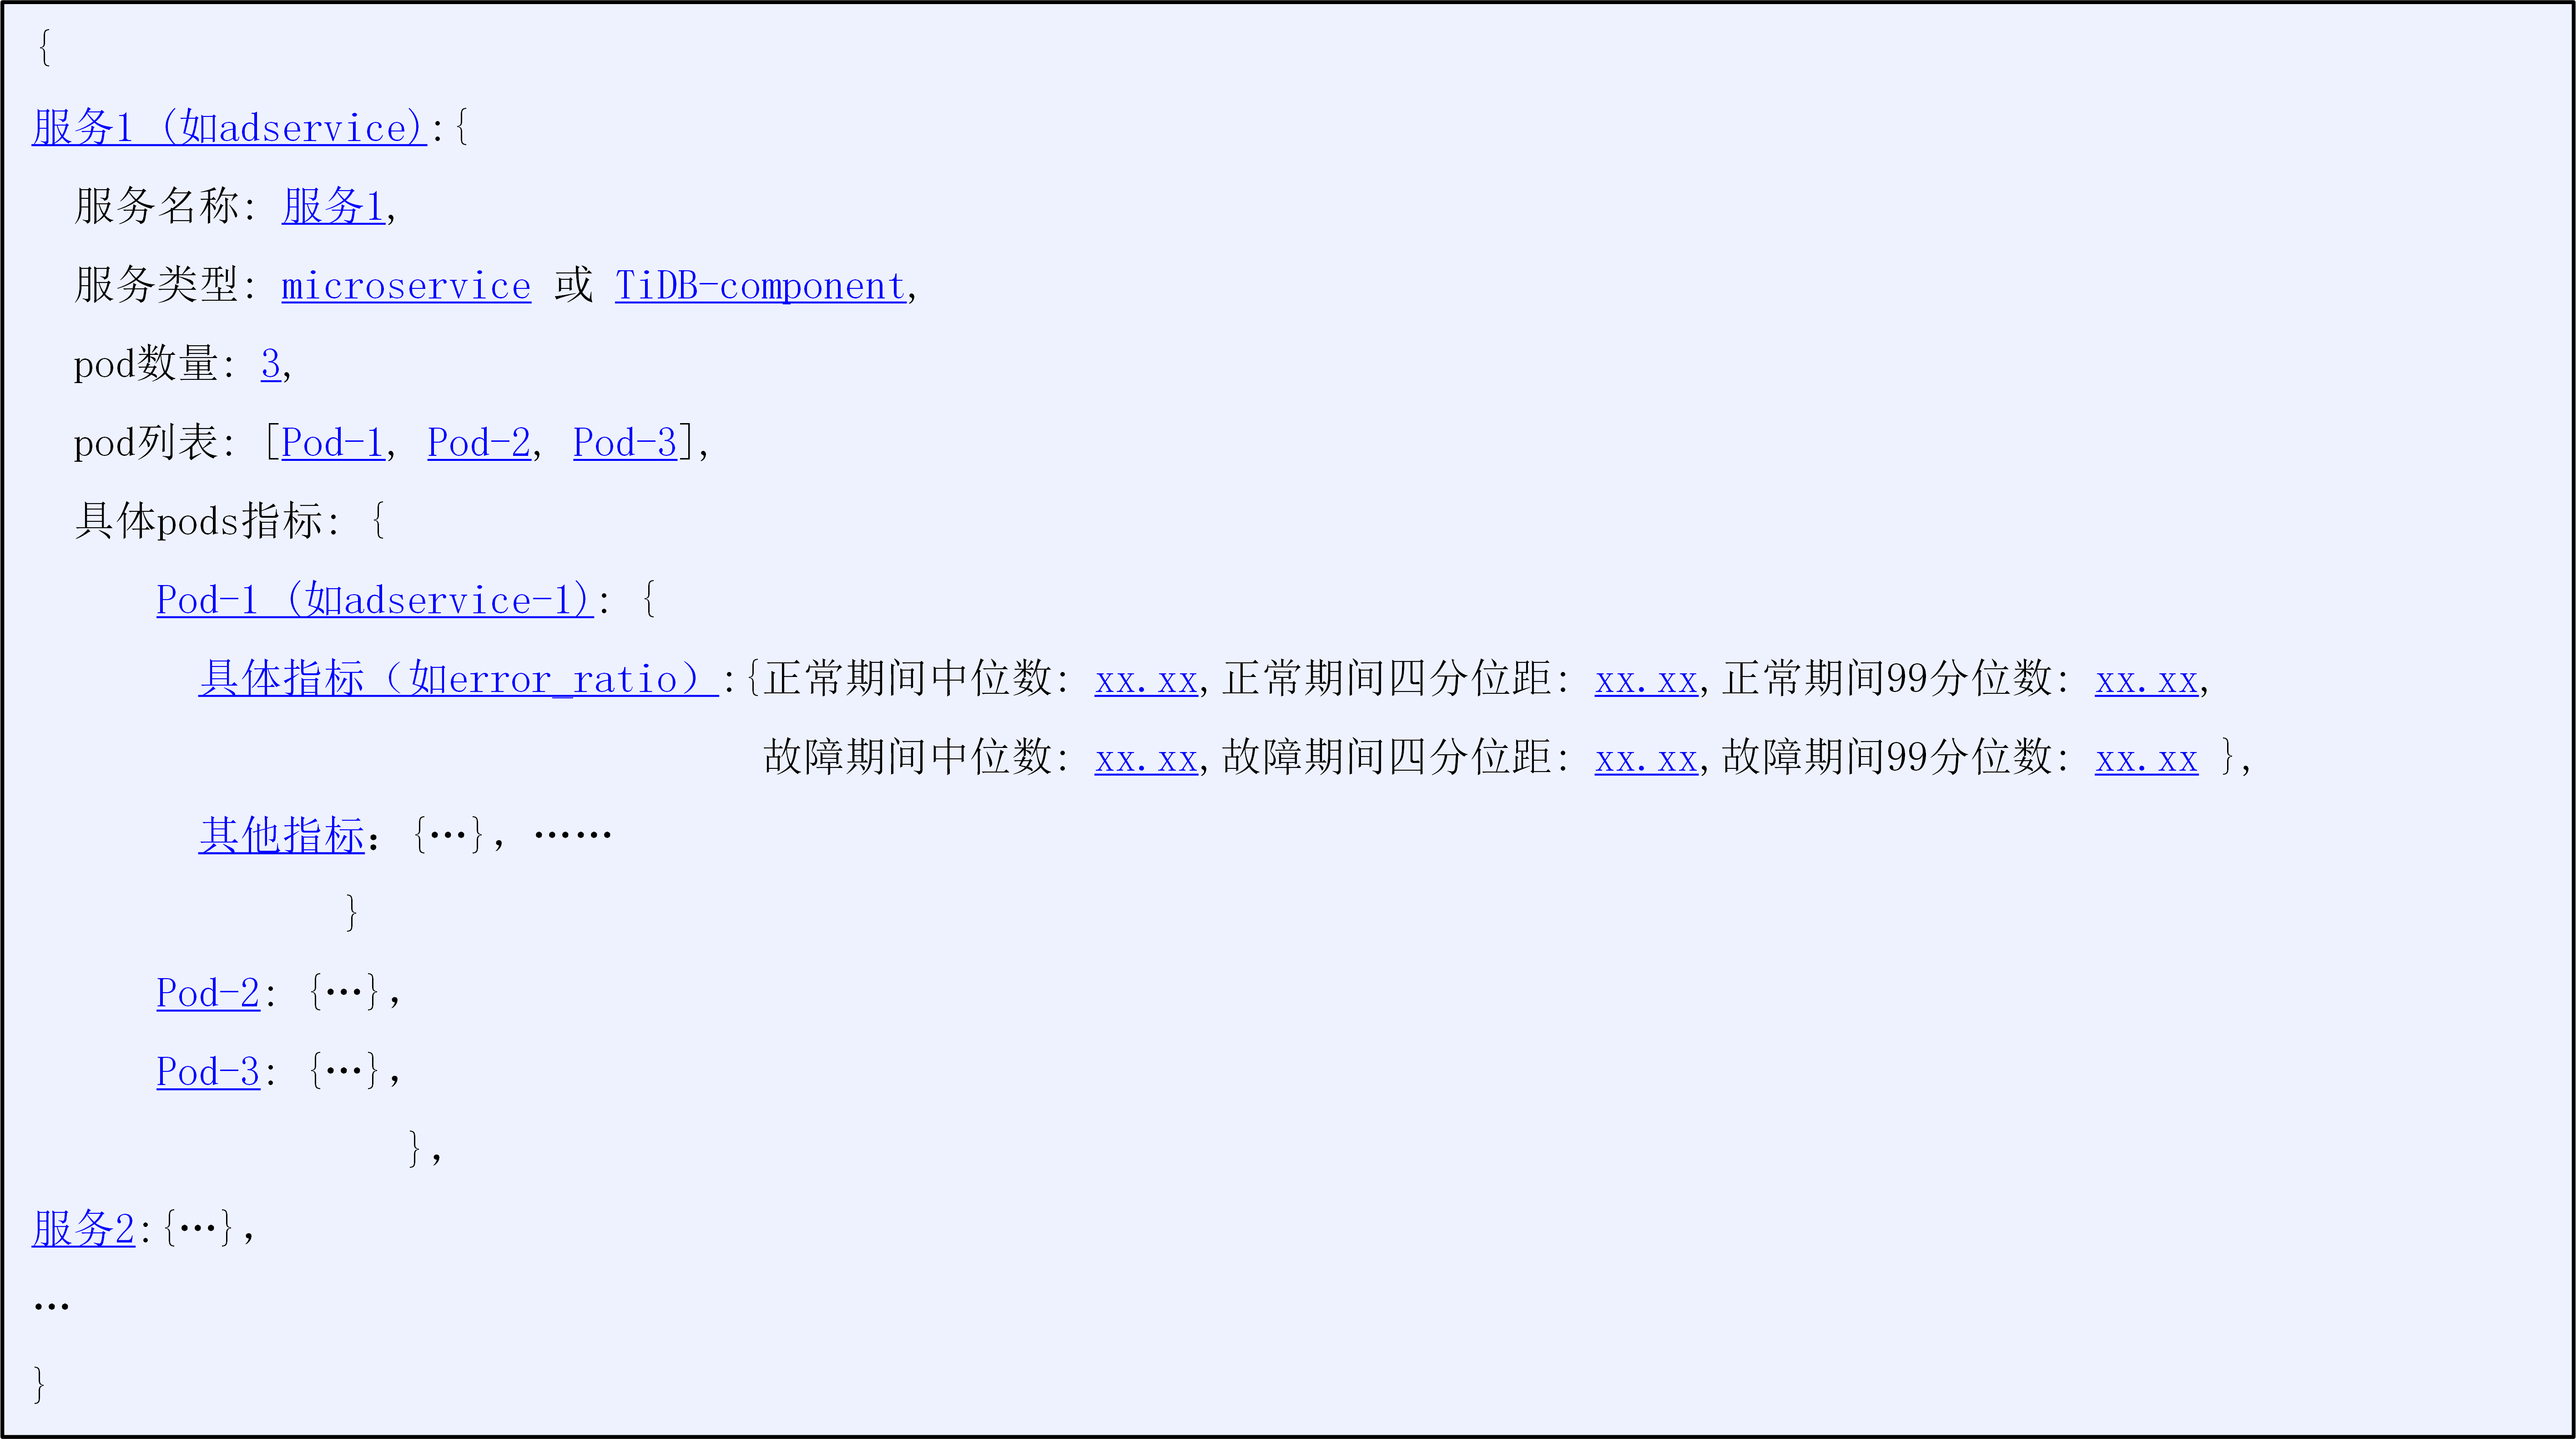 {
服务1 (如adservice):{
服务名称: 服务1,
服务类型: microservice 或 TiDB-component,
pod数量: 3,
pod列表: [Pod-1, Pod-2, Pod-3],
具体pods指标: {
Pod-1 (如adservice-1): {
具体指标（如error_ratio）:{正常期间中位数: xx.xx,正常期间四分位距: xx.xx,正常期间99分位数: xx.xx,
故障期间中位数: xx.xx,故障期间四分位距: xx.xx,故障期间99分位数: xx.xx },
其他指标：{…}，……
}
Pod-2: {…}，
Pod-3: {…}，
}，
服务2:{…}，
…
}